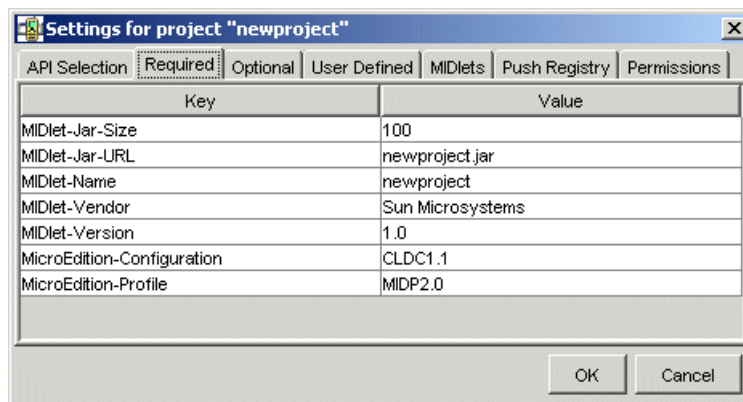 Settings for project "newproject"
API Selection Required Optional User Defined MIDlets Push Registry Permissions
Key Value
MIDlet-Jar-Size 100
MIDlet-Jar-URL newproject.jar
MIDlet-Name newproject
MIDlet-Vendor Sun Microsystems
MIDlet-Version 1.0
MicroEdition-Configuration CLDC1.1
MicroEdition-Profile MIDP2.0
OK Cancel